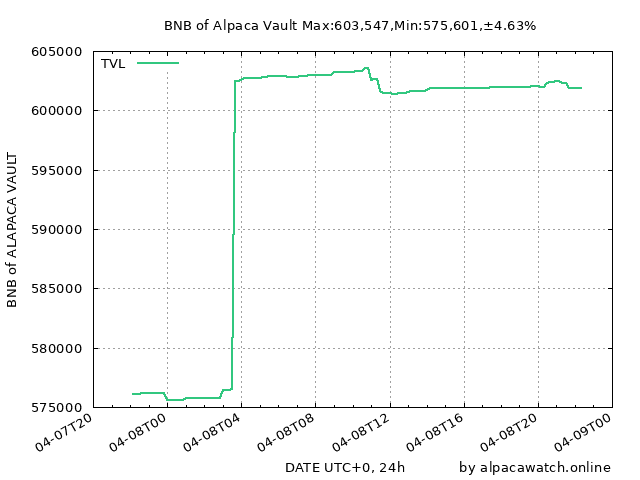 BNB of Alpaca Vault Max:603,547,Min:575,601,±4.63%
TVL
605000
600000
595000
590000
585000
580000
575000
BNB of ALAPACA VAULT
04-07T20
04-08T00
04-08T04
04-08T08
04-08T12
04-08T16
04-08T20
04-09T00
DATE UTC+0, 24h
by alpacawatch.online